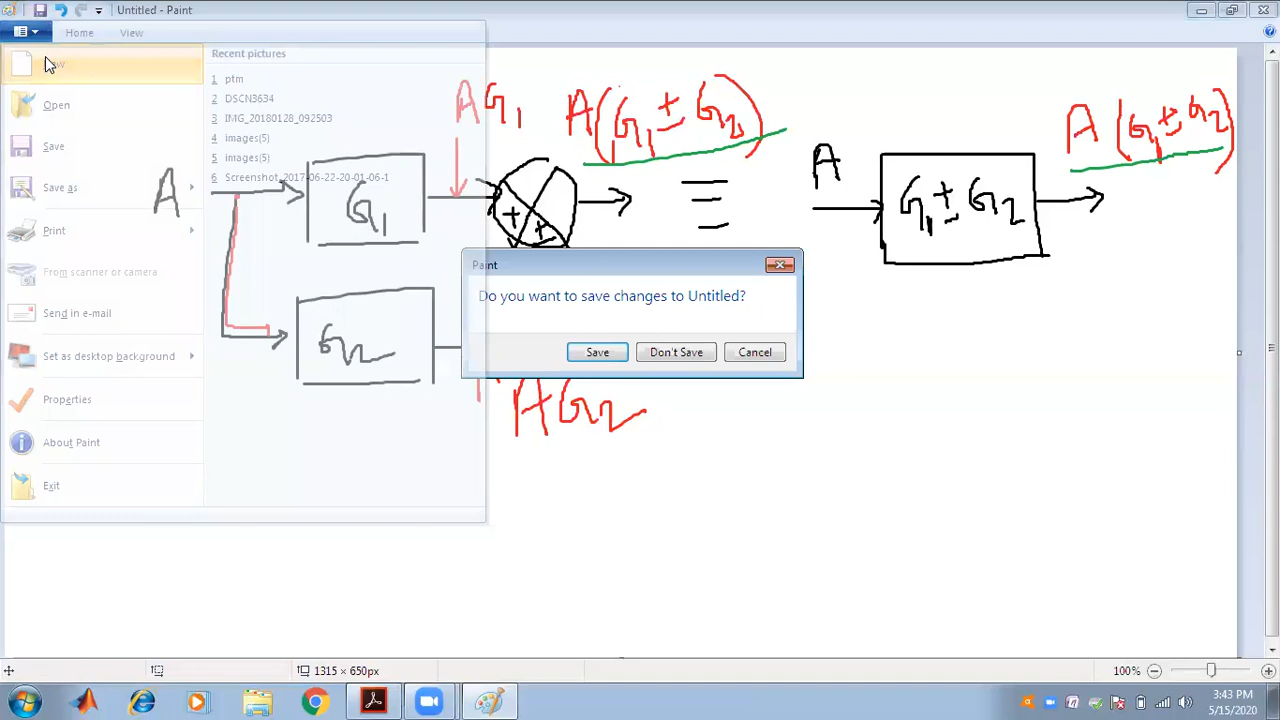 Untitled - Paint
Home View
New
Recent pictures
1 ptm
Open
2 DSCN3634
3 IMG_20180128_092503
Save
4 images(5)
5 images(5)
6 Screenshot_2017-06-22-20-01-06-1
Save as
Print
From scanner or camera
Send in e-mail
Set as desktop background
Properties
About Paint
Exit
AG1 A(G1 ± G2) A A(G1 ± G2)
A G1 + + = G1 ± G2
Paint
Do you want to save changes to Untitled?
Save Don't Save Cancel
G2
AG2
1315 × 650px 100%
3:43 PM
5/15/2020